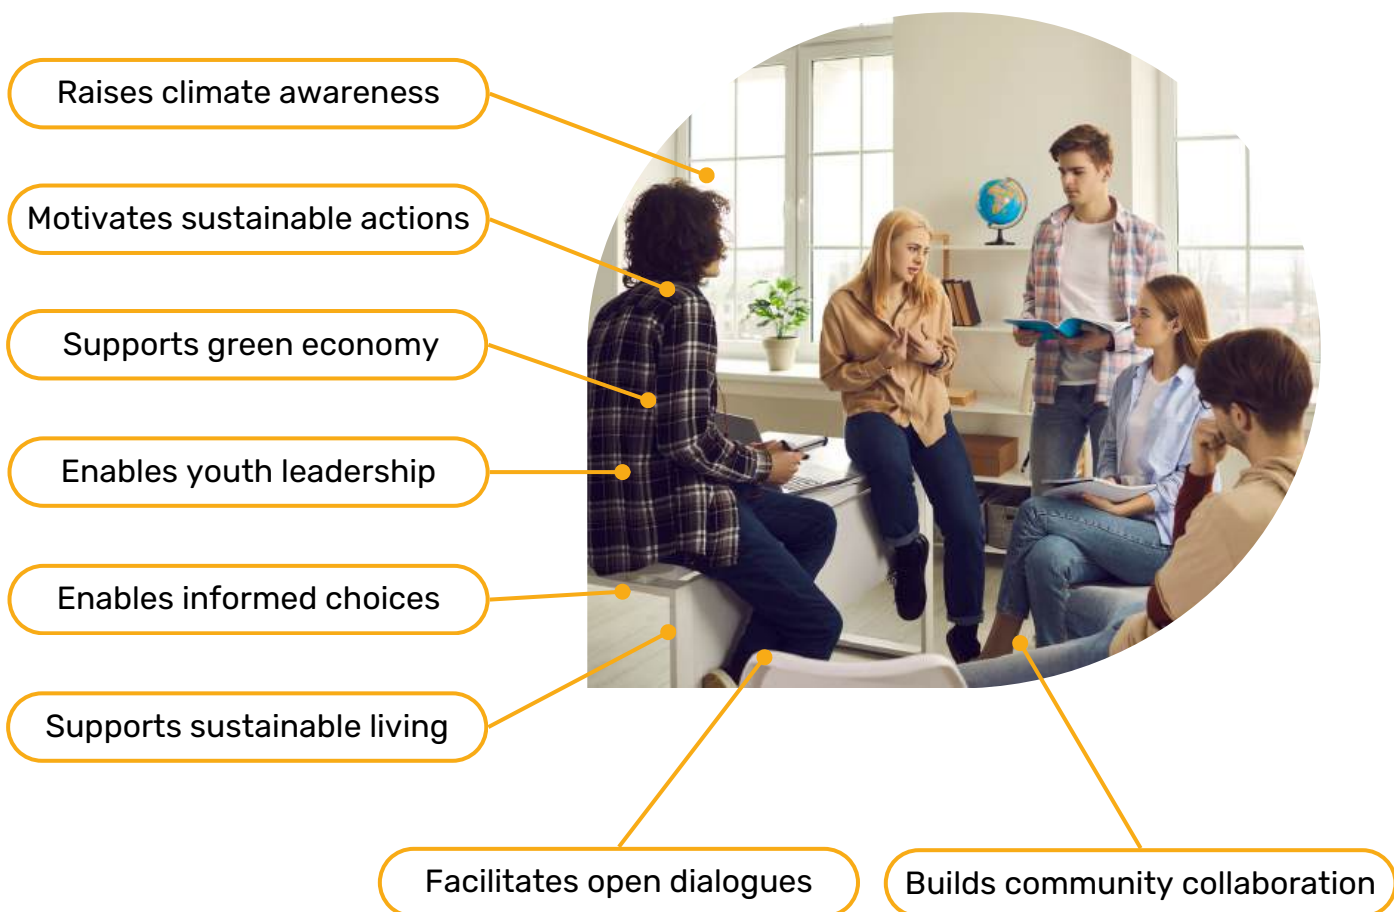 Raises climate awareness
Motivates sustainable actions
Supports green economy
Enables youth leadership
Enables informed choices
Supports sustainable living
Facilitates open dialogues
Builds community collaboration